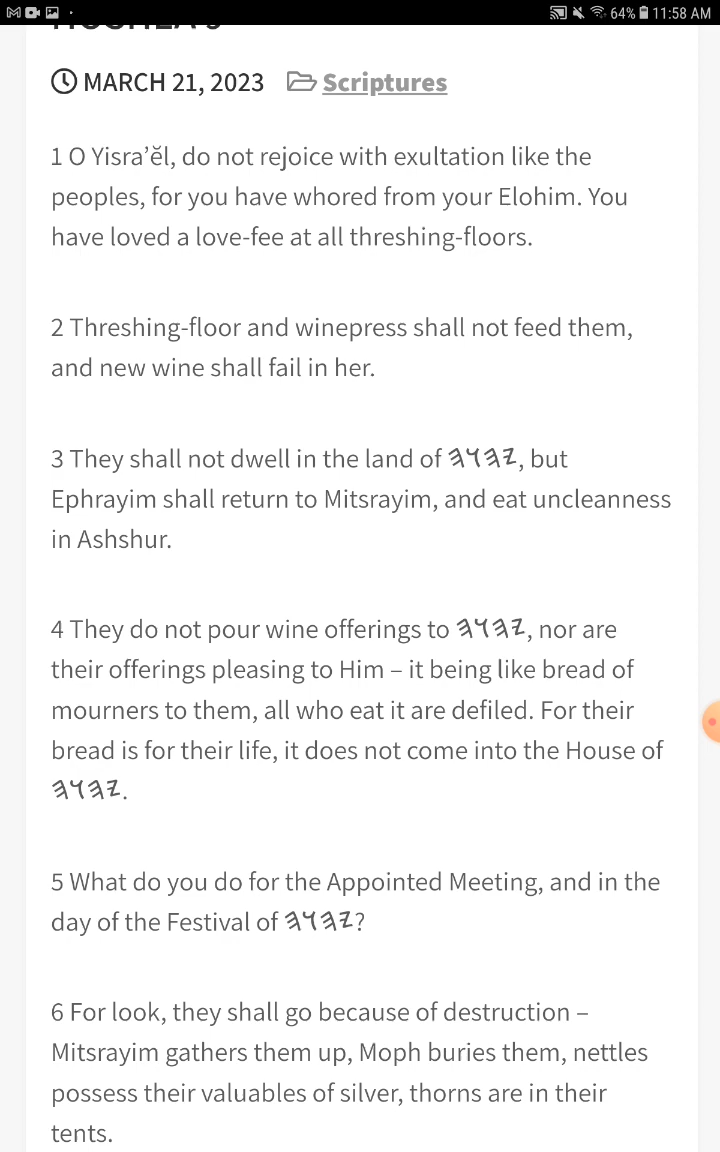 64% 11:58 AM
MARCH 21, 2023 Scriptures
1 O Yisra’ĕl, do not rejoice with exultation like the
peoples, for you have whored from your Elohim. You
have loved a love-fee at all threshing-floors.
2 Threshing-floor and winepress shall not feed them,
and new wine shall fail in her.
3 They shall not dwell in the land of 𐤉𐤄𐤅𐤄, but
Ephrayim shall return to Mitsrayim, and eat uncleanness
in Ashshur.
4 They do not pour wine offerings to 𐤉𐤄𐤅𐤄, nor are
their offerings pleasing to Him – it being like bread of
mourners to them, all who eat it are defiled. For their
bread is for their life, it does not come into the House of
𐤉𐤄𐤅𐤄.
5 What do you do for the Appointed Meeting, and in the
day of the Festival of 𐤉𐤄𐤅𐤄?
6 For look, they shall go because of destruction –
Mitsrayim gathers them up, Moph buries them, nettles
possess their valuables of silver, thorns are in their
tents.